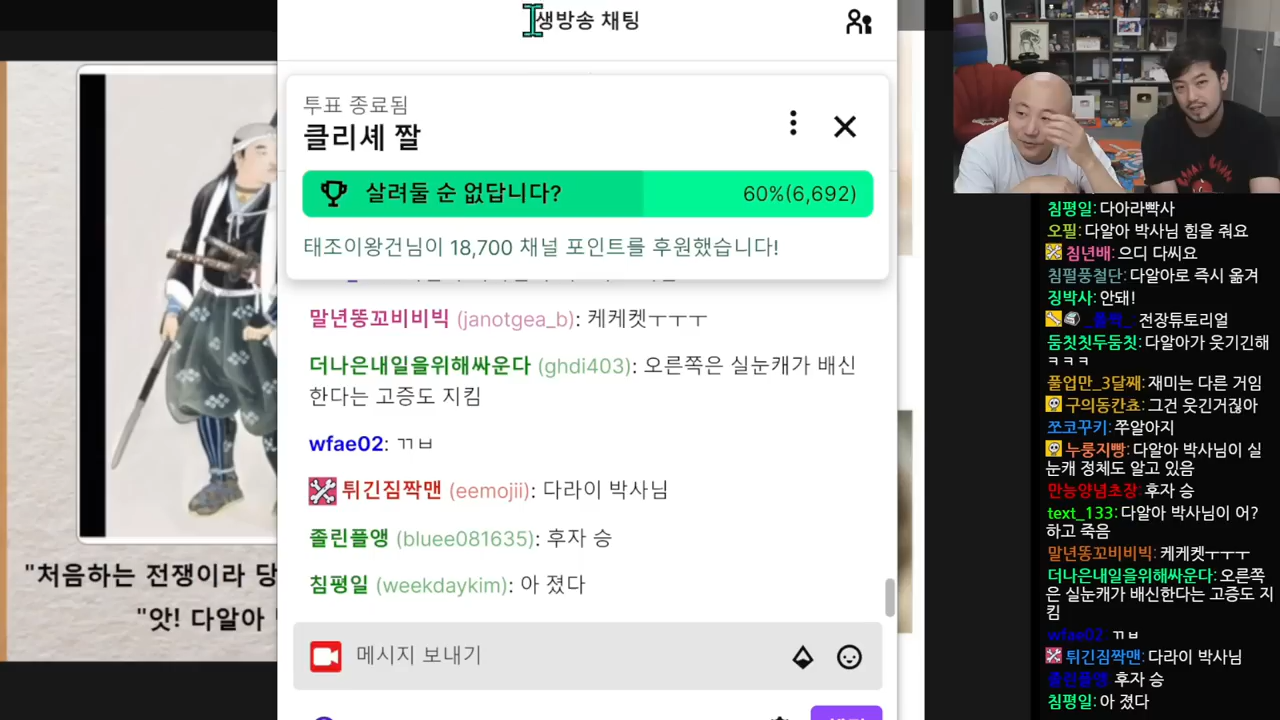 생방송 채팅
투표 종료됨
클리셰 짤
살려둘 순 없답니다?
60%(6,692)
태조이왕건님이 18,700 채널 포인트를 후원했습니다!
말년똥꼬비비빅 (janotgea_b): 케케켓ㅜㅜㅜ
더나은내일을위해싸운다 (ghdi403): 오른쪽은 실눈캐가 배신
한다는 고증도 지킴
wfae02: ㄲㅂ
튀긴짐짝맨 (eemojii): 다라이 박사님
졸린플앵 (bluee081635): 후자 승
침평일 (weekdaykim): 아 졌다
메시지 보내기
"처음하는 전쟁이라 당
"앗! 다알아
침평일: 다아라빡사
오필: 다알아 박사님 힘을 줘요
침년배: 으디 다씨요
침펄풍철단: 다알아로 즉시 옮겨
징박사: 안돼!
전장튜토리얼
둠칫칫두둠칫: 다알아가 웃기긴해
ㅋㅋㅋ
풀업만_3달째: 재미는 다른 거임
구의동칸쵸: 그건 웃긴거잖아
쪼코꾸키: 쭈알아지
누룽지빵: 다알아 박사님이 실
눈캐 정체도 알고 있음
만능양념초장: 후자 승
text_133: 다알아 박사님이 어?
하고 죽음
말년똥꼬비비빅: 케케켓ㅜㅜㅜ
더나은내일을위해싸운다: 오른쪽
은 실눈캐가 배신한다는 고증도 지
킴
wfae02: ㄲㅂ
튀긴짐짝맨: 다라이 박사님
졸린플앵: 후자 승
침평일: 아 졌다